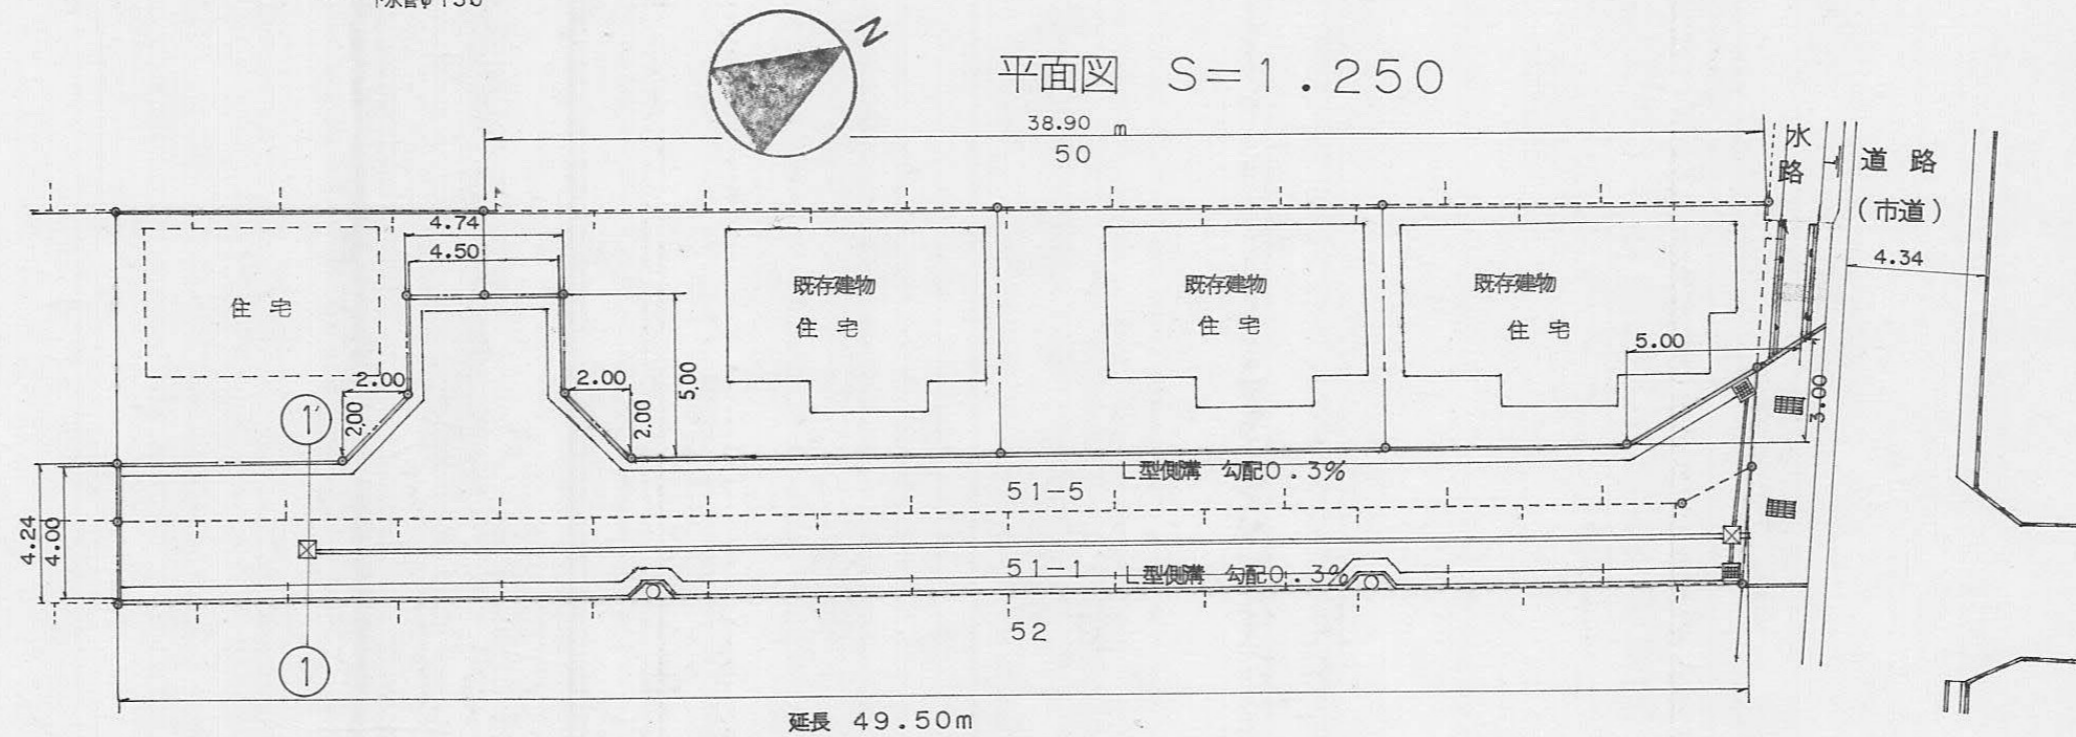 N
平面図 S=1.250
38.90 m
50
水路
道路
(市道)
4.34
4.74
4.50
住宅
既存建物
住宅
既存建物
住宅
既存建物
住宅
5.00
2.00
2.00
5.00
2.00
2.00
3.00
1'
L型側溝 勾配0.3%
51-5
4.24
4.00
51-1
L型側溝 勾配0.3%
52
1
延長 49.50m